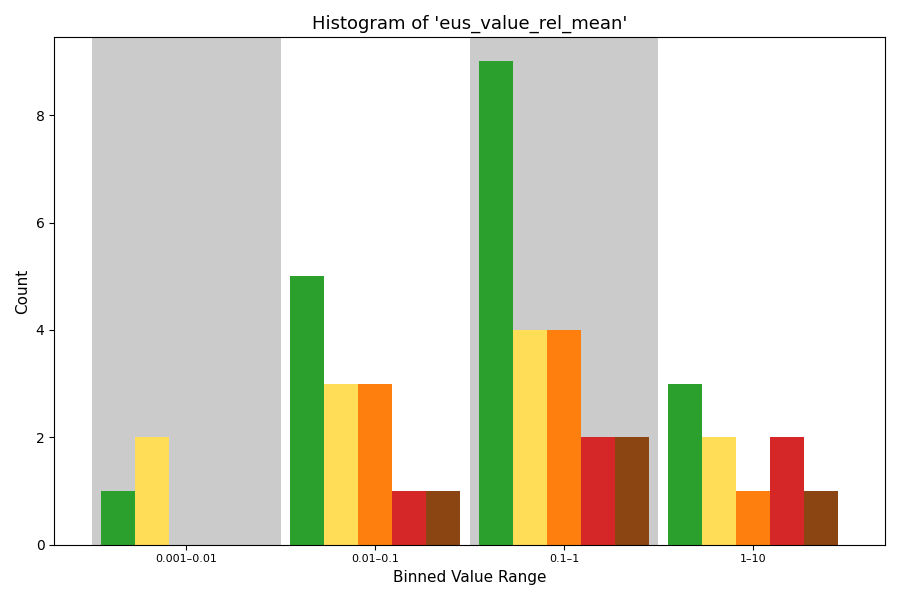 Histogram of 'eus_value_rel_mean'
Count
8
6
4
2
0
0.001–0.01 0.01–0.1 0.1–1 1–10
Binned Value Range